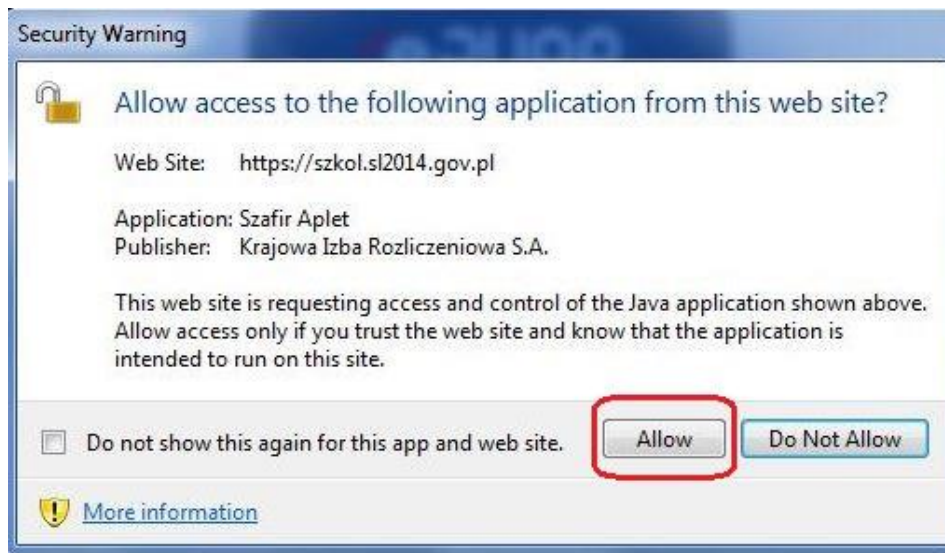 Security Warning
Allow access to the following application from this web site?
Web Site: https://szkol.sl2014.gov.pl
Application: Szafir Aplet
Publisher: Krajowa Izba Rozliczeniowa S.A.
This web site is requesting access and control of the Java application shown above.
Allow access only if you trust the web site and know that the application is
intended to run on this site.
Do not show this again for this app and web site.
Allow
Do Not Allow
More information